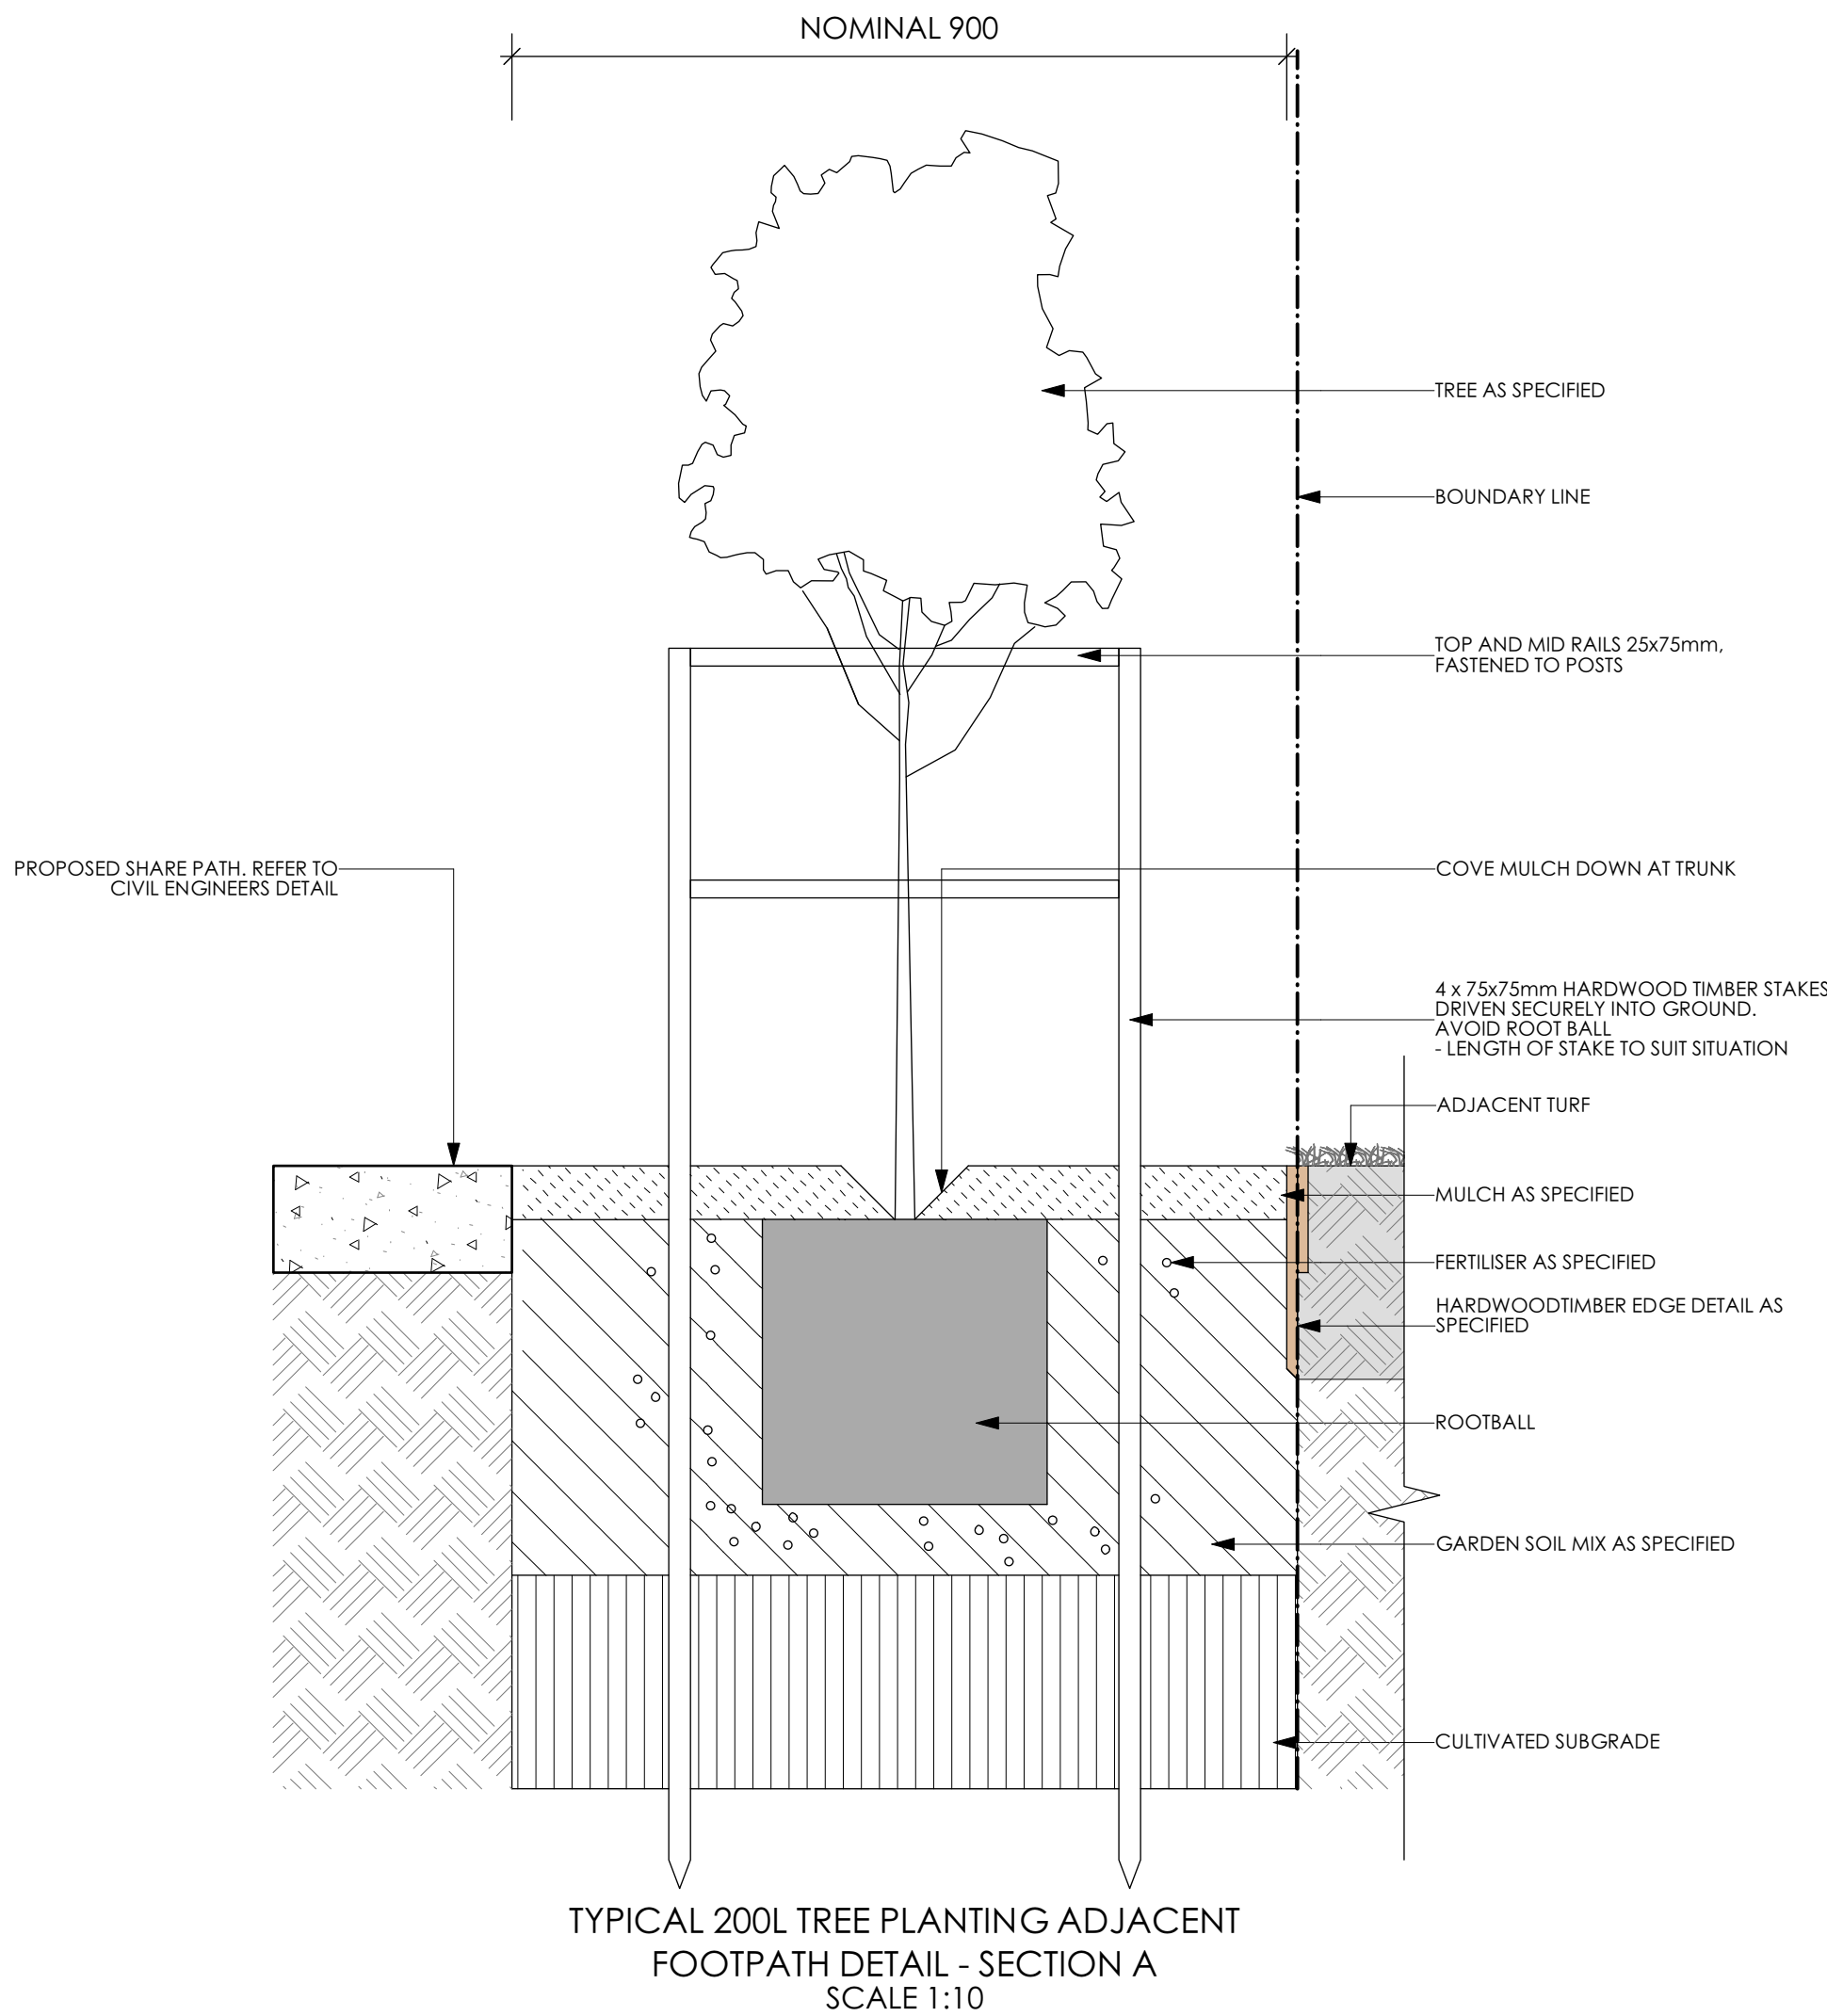 NOMINAL 900
TREE AS SPECIFIED
BOUNDARY LINE
TOP AND MID RAILS 25x75mm,
FASTENED TO POSTS
PROPOSED SHARE PATH. REFER TO
CIVIL ENGINEERS DETAIL
COVE MULCH DOWN AT TRUNK
4 x 75x75mm HARDWOOD TIMBER STAKES
DRIVEN SECURELY INTO GROUND.
AVOID ROOT BALL
- LENGTH OF STAKE TO SUIT SITUATION
ADJACENT TURF
MULCH AS SPECIFIED
FERTILISER AS SPECIFIED
HARDWOODTIMBER EDGE DETAIL AS
SPECIFIED
ROOTBALL
GARDEN SOIL MIX AS SPECIFIED
CULTIVATED SUBGRADE
TYPICAL 200L TREE PLANTING ADJACENT
FOOTPATH DETAIL - SECTION A
SCALE 1:10